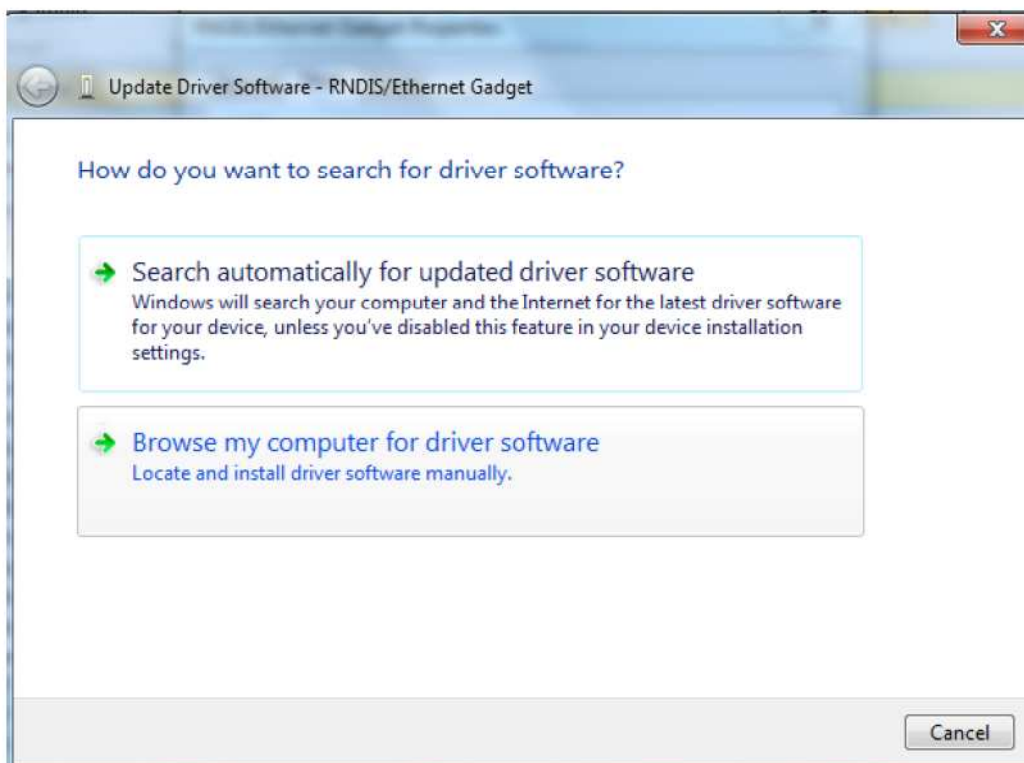 Update Driver Software - RNDIS/Ethernet Gadget
How do you want to search for driver software?
Search automatically for updated driver software
Windows will search your computer and the Internet for the latest driver software
for your device, unless you've disabled this feature in your device installation
settings.
Browse my computer for driver software
Locate and install driver software manually.
Cancel